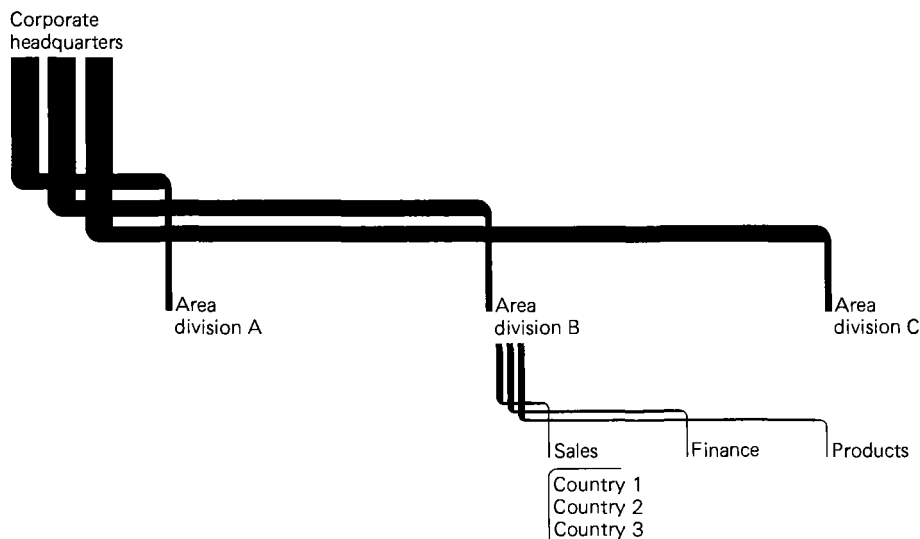 Corporate
headquarters
Area
division A
Area
division B
Area
division C
Sales
Finance
Products
Country 1
Country 2
Country 3